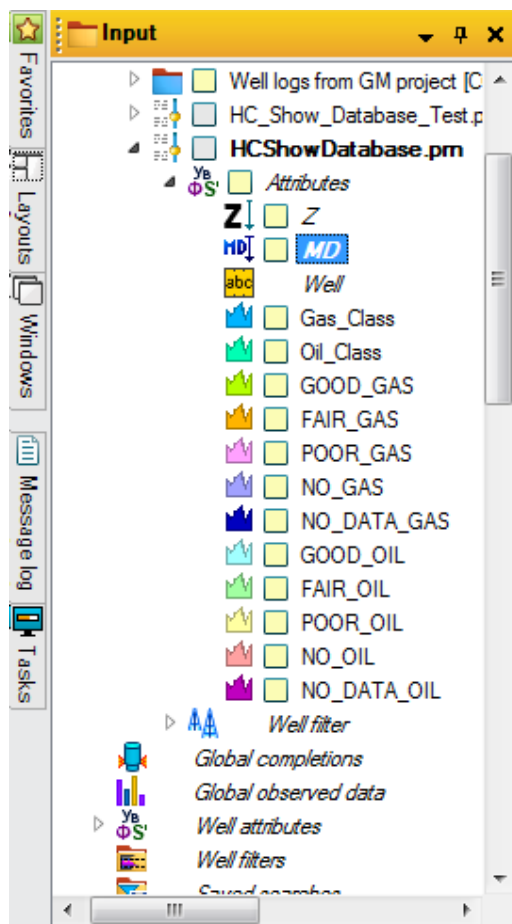 Input
Favorites
Layouts
Windows
Message log
Tasks
Well logs from GM project [C
HC_Show_Database_Test.p
HCShowDatabase.prn
Attributes
Z
MD
abc Well
Gas_Class
Oil_Class
GOOD_GAS
FAIR_GAS
POOR_GAS
NO_GAS
NO_DATA_GAS
GOOD_OIL
FAIR_OIL
POOR_OIL
NO_OIL
NO_DATA_OIL
Well filter
Global completions
Global observed data
Well attributes
Well filters
Saved searches